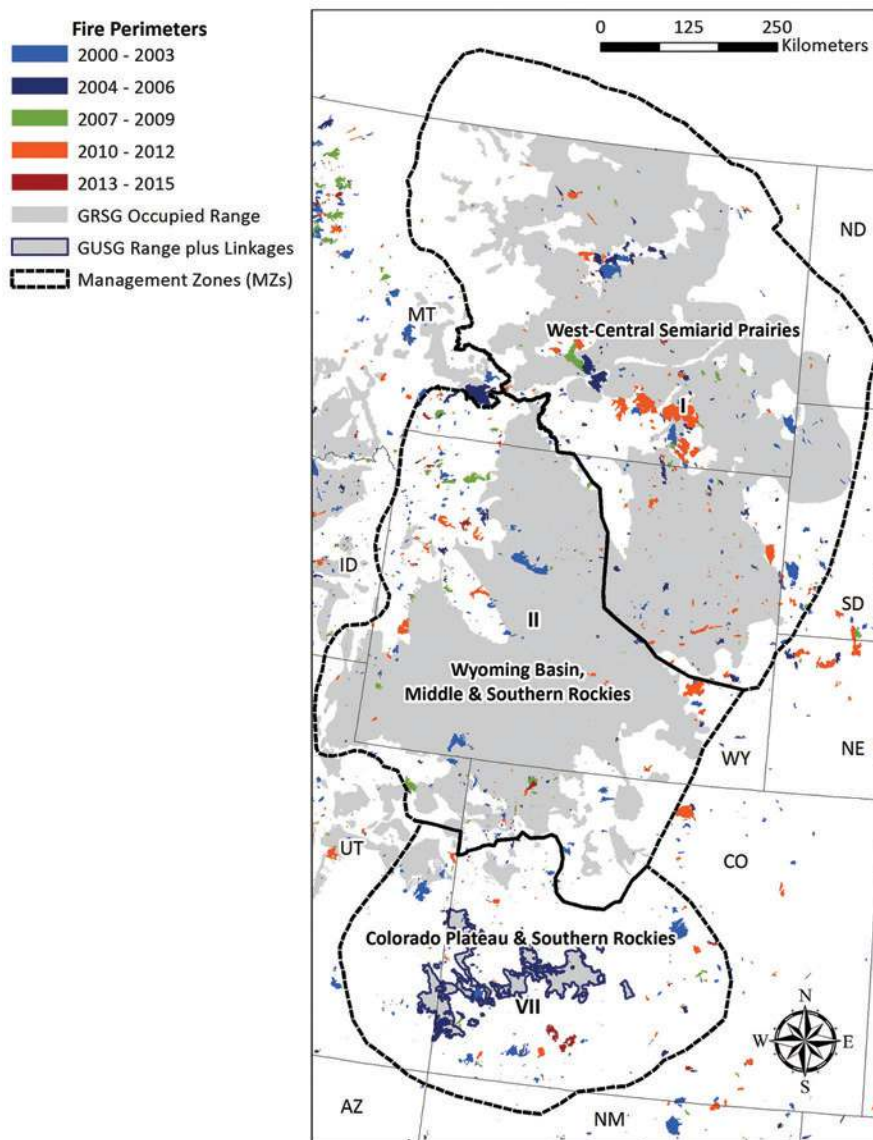 Fire Perimeters
2000 - 2003
2004 - 2006
2007 - 2009
2010 - 2012
2013 - 2015
GRSG Occupied Range
GUSG Range plus Linkages
Management Zones (MZs)
0 125 250
Kilometers
ND
MT
West-Central Semiarid Prairies
I
ID
SD
II
Wyoming Basin,
Middle & Southern Rockies
WY
NE
UT
CO
Colorado Plateau & Southern Rockies
VII
N
W E
S
AZ
NM